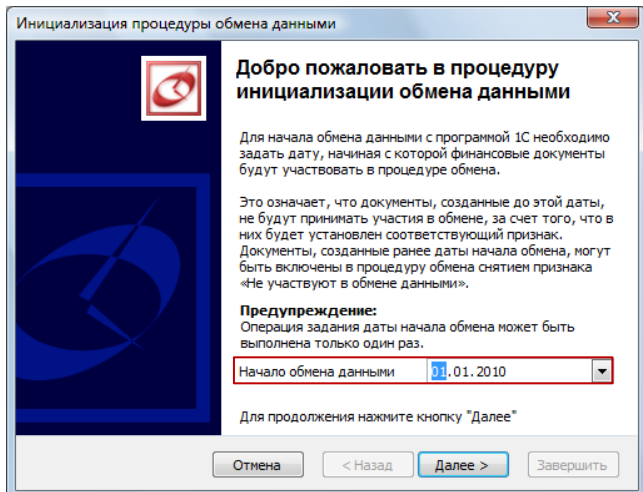 Инициализация процедуры обмена данными
Добро пожаловать в процедуру
инициализации обмена данными
Для начала обмена данными с программой 1С необходимо
задать дату, начиная с которой финансовые документы
будут участвовать в процедуре обмена.
Это означает, что документы, созданные до этой даты,
не будут принимать участия в обмене, за счет того, что в
них будет установлен соответствующий признак.
Документы, созданные ранее даты начала обмена, могут
быть включены в процедуру обмена снятием признака
«Не участвуют в обмене данными».
Предупреждение:
Операция задания даты начала обмена может быть
выполнена только один раз.
Начало обмена данными 01.01.2010
Для продолжения нажмите кнопку "Далее"
Отмена < Назад Далее > Завершить